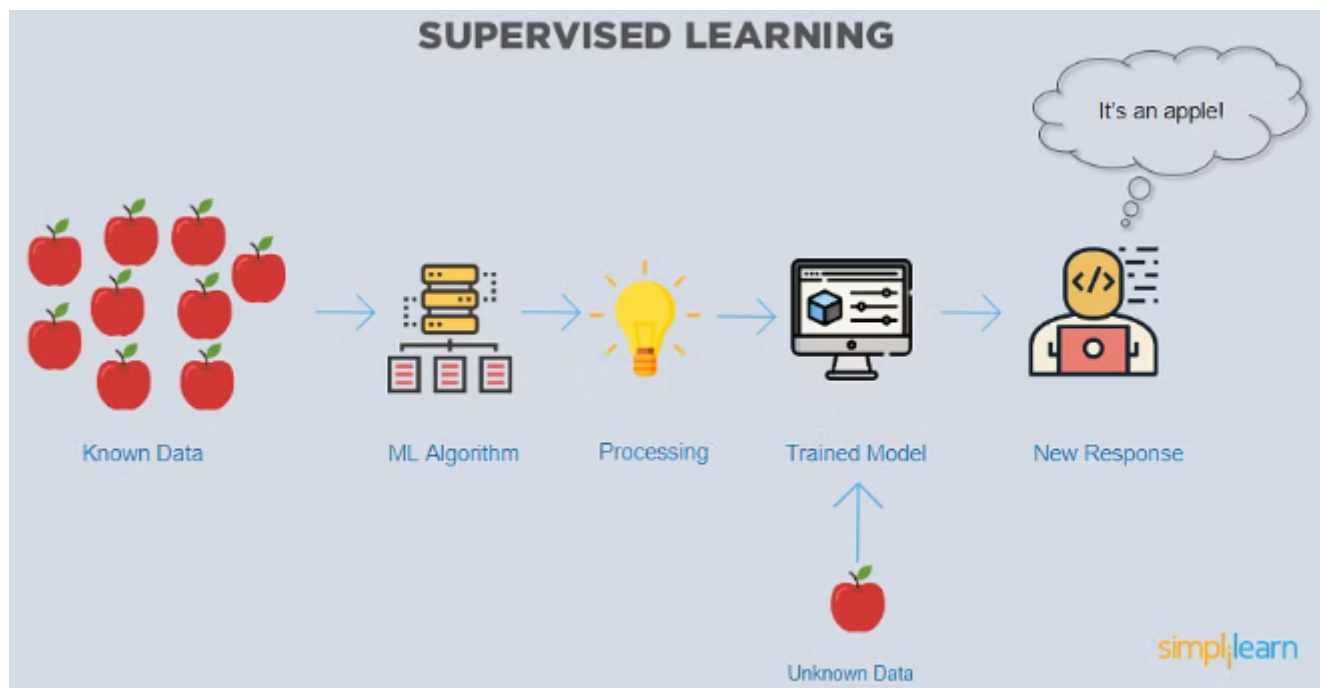 SUPERVISED LEARNING
It's an apple!
Known Data
ML Algorithm
Processing
Trained Model
New Response
Unknown Data
simplilearn